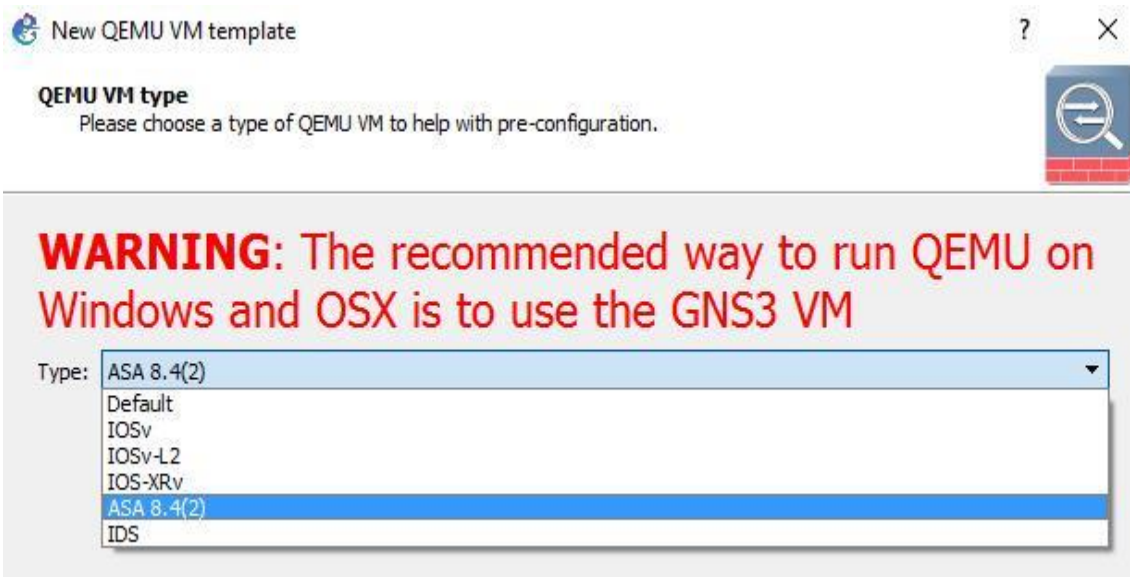 New QEMU VM template
?
QEMU VM type
Please choose a type of QEMU VM to help with pre-configuration.
WARNING: The recommended way to run QEMU on
Windows and OSX is to use the GNS3 VM
Type: ASA 8.4(2)
Default
IOSv
IOSv-L2
IOS-XRv
ASA 8.4(2)
IDS